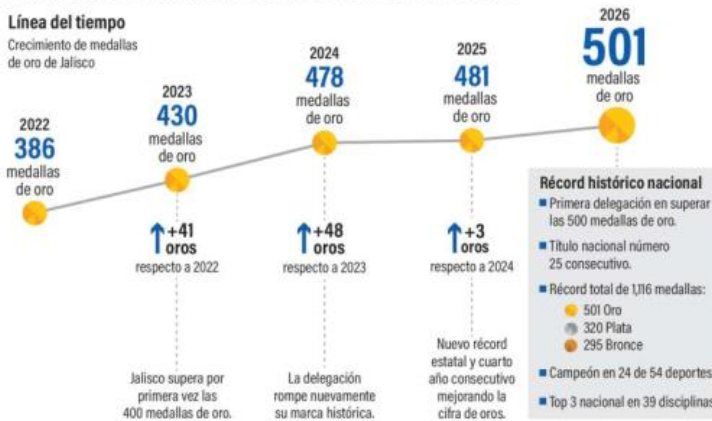 Línea del tiempo
Crecimiento de medallas
de oro de Jalisco
2022
386
medallas
de oro
2023
430
medallas
de oro
+41
oros
respecto a 2022
Jalisco supera por
primera vez las
400 medallas de oro.
2024
478
medallas
de oro
+48
oros
respecto a 2023
La delegación
rompe nuevamente
su marca histórica.
2025
481
medallas
de oro
+3
oros
respecto a 2024
Nuevo récord
estatal y cuarto
año consecutivo
mejorando la
cifra de oros.
2026
501
medallas
de oro
Récord histórico nacional
Primera delegación en superar
las 500 medallas de oro.
Título nacional número
25 consecutivo.
Récord total de 1,116 medallas:
501 Oro
320 Plata
295 Bronce
Campeón en 24 de 54 deportes
Top 3 nacional en 39 disciplinas